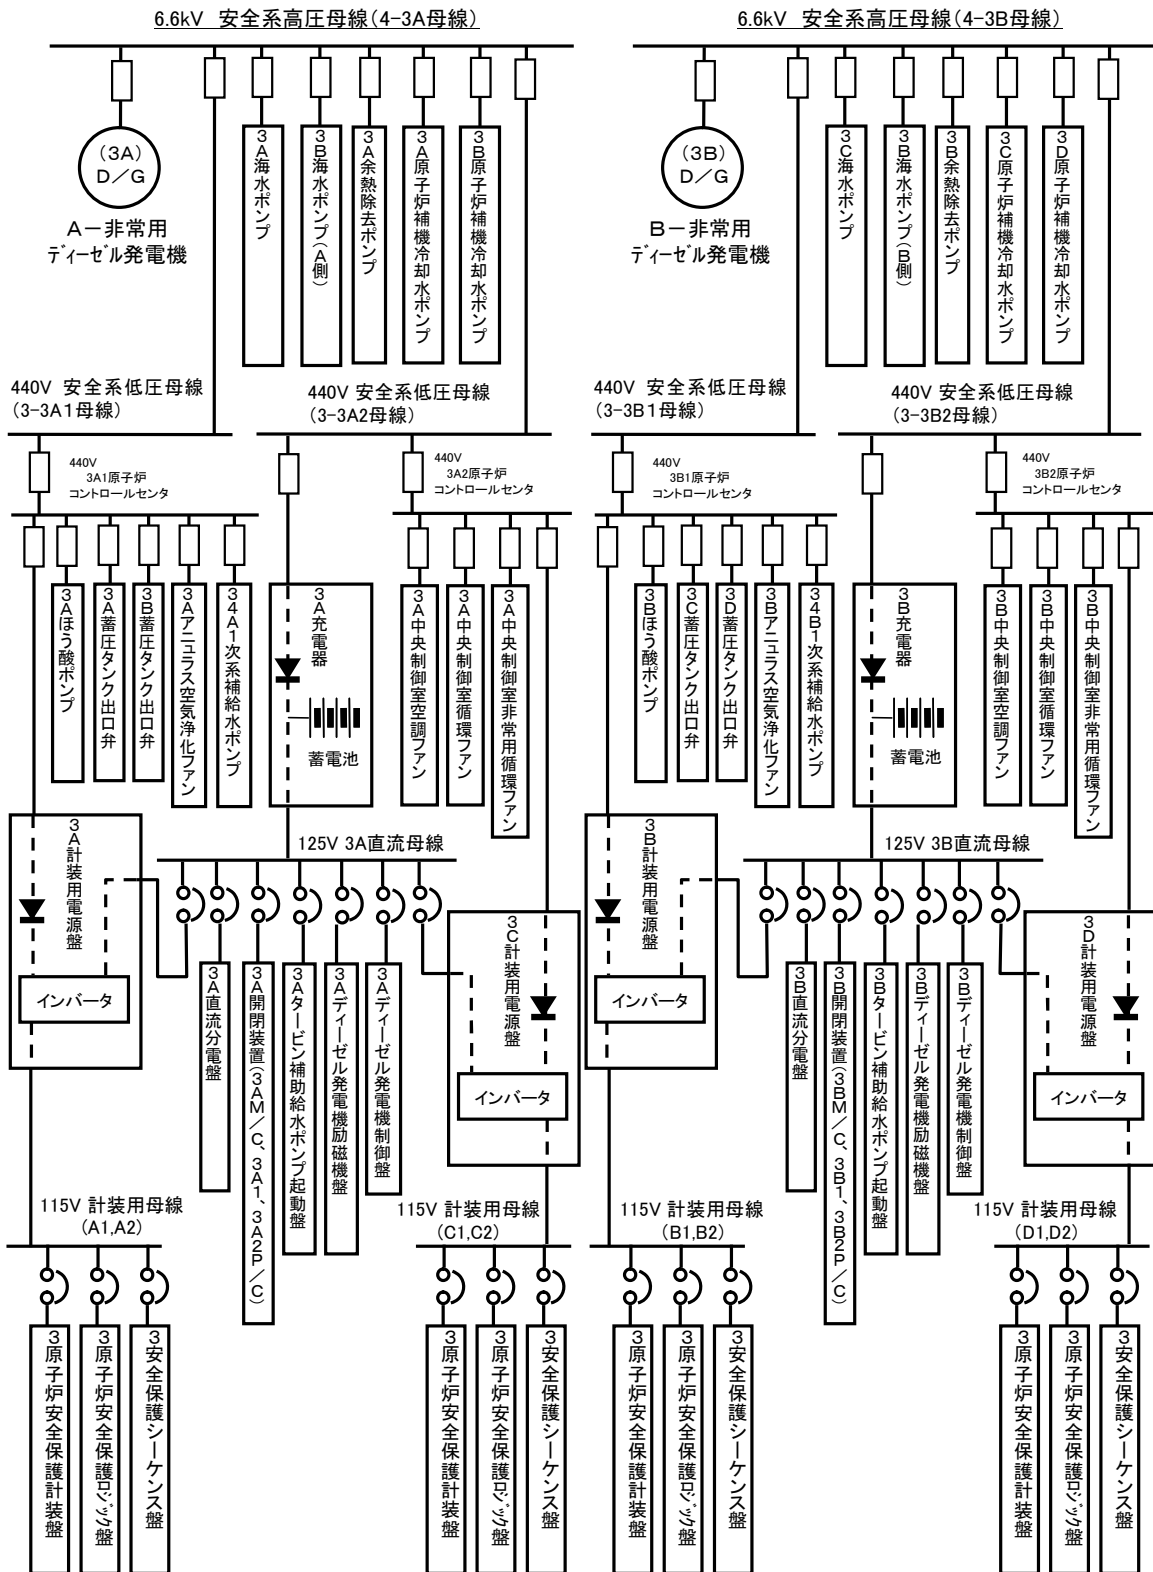 6.6kV 安全系高圧母線(4-3A母線)
6.6kV 安全系高圧母線(4-3B母線)
(3A)
D/G
A－非常用
ディーゼル発電機
3A海水ポンプ
3B海水ポンプ(A側)
3A余熱除去ポンプ
3A原子炉補機冷却水ポンプ
3B原子炉補機冷却水ポンプ
(3B)
D/G
B－非常用
ディーゼル発電機
3C海水ポンプ
3B海水ポンプ(B側)
3B余熱除去ポンプ
3C原子炉補機冷却水ポンプ
3D原子炉補機冷却水ポンプ
440V 安全系低圧母線
(3-3A1母線)
440V 安全系低圧母線
(3-3A2母線)
440V 安全系低圧母線
(3-3B1母線)
440V 安全系低圧母線
(3-3B2母線)
440V
3A1原子炉
コントロールセンタ
440V
3A2原子炉
コントロールセンタ
440V
3B1原子炉
コントロールセンタ
440V
3B2原子炉
コントロールセンタ
3Aほう酸ポンプ
3A蓄圧タンク出口弁
3B蓄圧タンク出口弁
3Aアニュラス空気浄化ファン
34A1次系補給水ポンプ
3A充電器
蓄電池
3A中央制御室空調ファン
3A中央制御室循環ファン
3A中央制御室非常用循環ファン
3Bほう酸ポンプ
3C蓄圧タンク出口弁
3D蓄圧タンク出口弁
3Bアニュラス空気浄化ファン
34B1次系補給水ポンプ
3B充電器
蓄電池
3B中央制御室空調ファン
3B中央制御室循環ファン
3B中央制御室非常用循環ファン
3A計装用電源盤
インバータ
125V 3A直流母線
3A直流分電盤
3A開閉装置(3AM/C、3A1、3A2P/C)
3Aタービン補助給水ポンプ起動盤
3Aディーゼル発電機励磁機盤
3Aディーゼル発電機制御盤
3C計装用電源盤
インバータ
3B計装用電源盤
インバータ
125V 3B直流母線
3B直流分電盤
3B開閉装置(3BM/C、3B1、3B2P/C)
3Bタービン補助給水ポンプ起動盤
3Bディーゼル発電機励磁機盤
3Bディーゼル発電機制御盤
3D計装用電源盤
インバータ
115V 計装用母線
(A1,A2)
115V 計装用母線
(C1,C2)
115V 計装用母線
(B1,B2)
115V 計装用母線
(D1,D2)
3原子炉安全保護計装盤
3原子炉安全保護ロジック盤
3安全保護シーケンス盤
3原子炉安全保護計装盤
3原子炉安全保護ロジック盤
3安全保護シーケンス盤
3原子炉安全保護計装盤
3原子炉安全保護ロジック盤
3安全保護シーケンス盤
3原子炉安全保護計装盤
3原子炉安全保護ロジック盤
3安全保護シーケンス盤